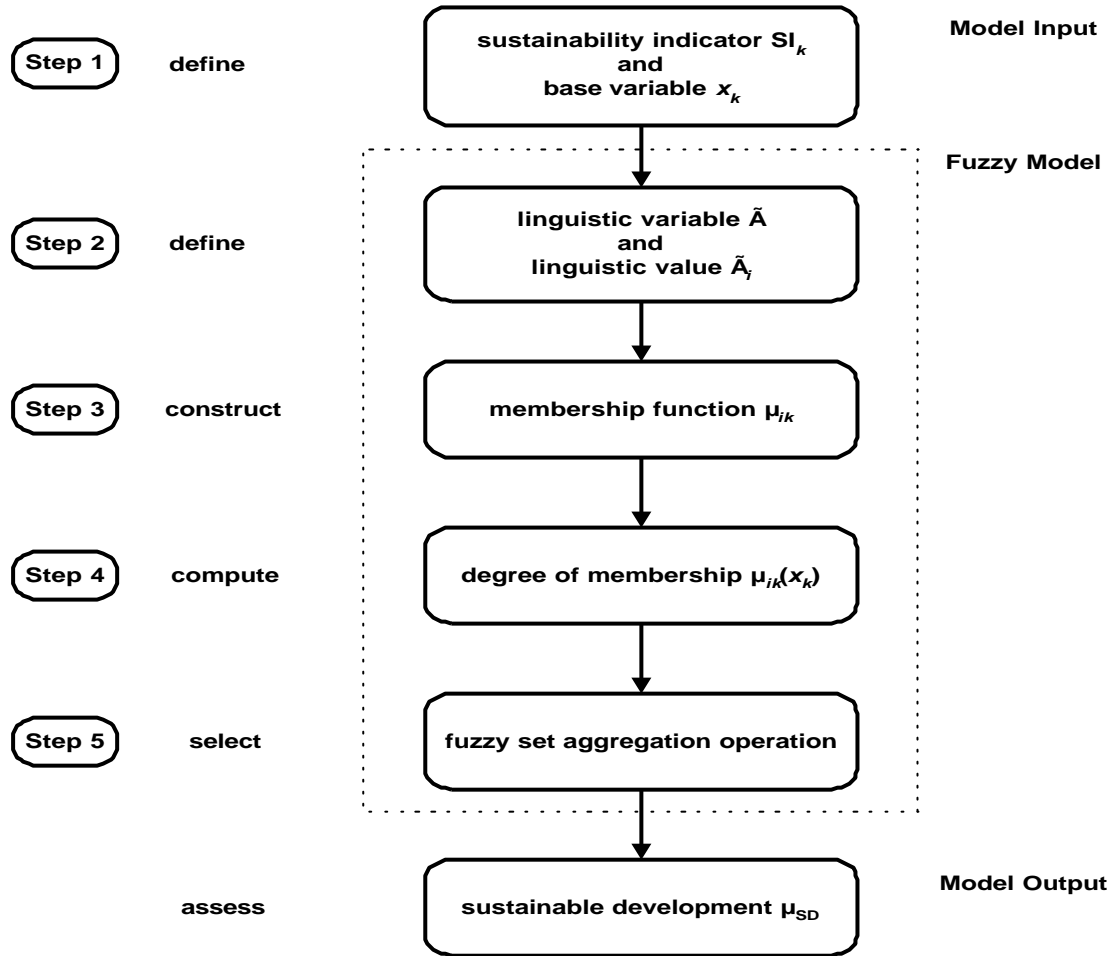 Model Input
Step 1
define
sustainability indicator SIₖ
and
base variable xₖ
Fuzzy Model
Step 2
define
linguistic variable Ã
and
linguistic value Ãᵢ
Step 3
construct
membership function μᵢₖ
Step 4
compute
degree of membership μᵢₖ(xₖ)
Step 5
select
fuzzy set aggregation operation
Model Output
assess
sustainable development μSD